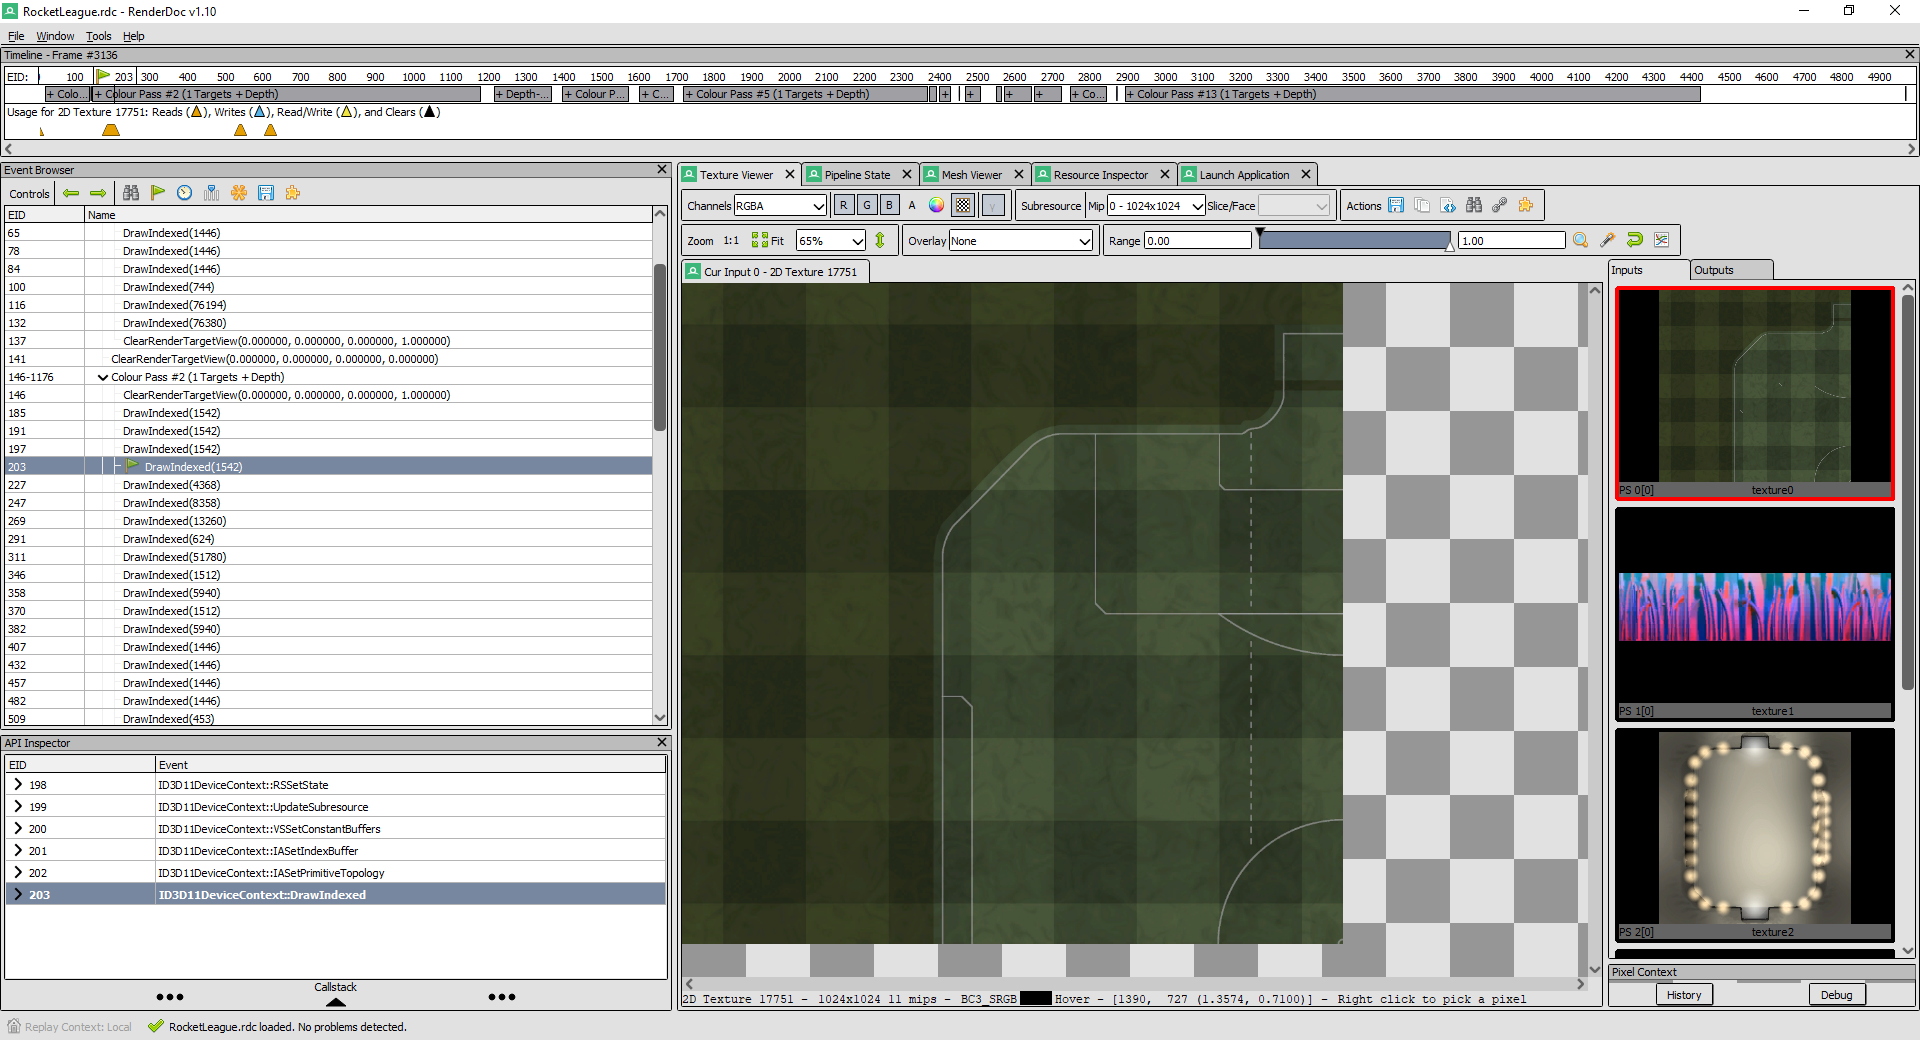 RocketLeague.rdc - RenderDoc v1.10
File Window Tools Help
Timeline - Frame #3136
EID: 100 203 300 400 500 600 700 800 900 1000 1100 1200 1300 1400 1500 1600 1700 1800 1900 2000 2100 2200 2300 2400 2500 2600 2700 2800 2900 3000 3100 3200 3300 3400 3500 3600 3700 3800 3900 4000 4100 4200 4300 4400 4500 4600 4700 4800 4900
+ Colo... + Colour Pass #2 (1 Targets + Depth) + Depth-... + Colour P... + C... + Colour Pass #5 (1 Targets + Depth) + + + + + Co... + Colour Pass #13 (1 Targets + Depth)
Usage for 2D Texture 17751: Reads (▲), Writes (▲), Read/Write (▲), and Clears (▲)
Event Browser
Controls
EID Name
65 DrawIndexed(1446)
78 DrawIndexed(1446)
84 DrawIndexed(1446)
100 DrawIndexed(744)
116 DrawIndexed(76194)
132 DrawIndexed(76380)
137 ClearRenderTargetView(0.000000, 0.000000, 0.000000, 1.000000)
141 ClearRenderTargetView(0.000000, 0.000000, 0.000000, 0.000000)
146-1176 Colour Pass #2 (1 Targets + Depth)
146 ClearRenderTargetView(0.000000, 0.000000, 0.000000, 1.000000)
185 DrawIndexed(1542)
191 DrawIndexed(1542)
197 DrawIndexed(1542)
203 DrawIndexed(1542)
227 DrawIndexed(4368)
247 DrawIndexed(8358)
269 DrawIndexed(13260)
291 DrawIndexed(624)
311 DrawIndexed(51780)
346 DrawIndexed(1512)
358 DrawIndexed(5940)
370 DrawIndexed(1512)
382 DrawIndexed(5940)
407 DrawIndexed(1446)
432 DrawIndexed(1446)
457 DrawIndexed(1446)
482 DrawIndexed(1446)
509 DrawIndexed(453)
API Inspector
EID Event
198 ID3D11DeviceContext::RSSetState
199 ID3D11DeviceContext::UpdateSubresource
200 ID3D11DeviceContext::VSSetConstantBuffers
201 ID3D11DeviceContext::IASetIndexBuffer
202 ID3D11DeviceContext::IASetPrimitiveTopology
203 ID3D11DeviceContext::DrawIndexed
Callstack
Texture Viewer Pipeline State Mesh Viewer Resource Inspector Launch Application
Channels RGBA R G B A γ Subresource Mip 0 - 1024x1024 Slice/Face Actions
Zoom 1:1 Fit 65% Overlay None Range 0.00 1.00
Cur Input 0 - 2D Texture 17751
Inputs Outputs
PS 0[0] texture0
PS 1[0] texture1
PS 2[0] texture2
Pixel Context
History Debug
2D Texture 17751 - 1024x1024 11 mips - BC3_SRGB Hover - [1390, 727 (1.3574, 0.7100)] - Right click to pick a pixel
Replay Context: Local RocketLeague.rdc loaded. No problems detected.